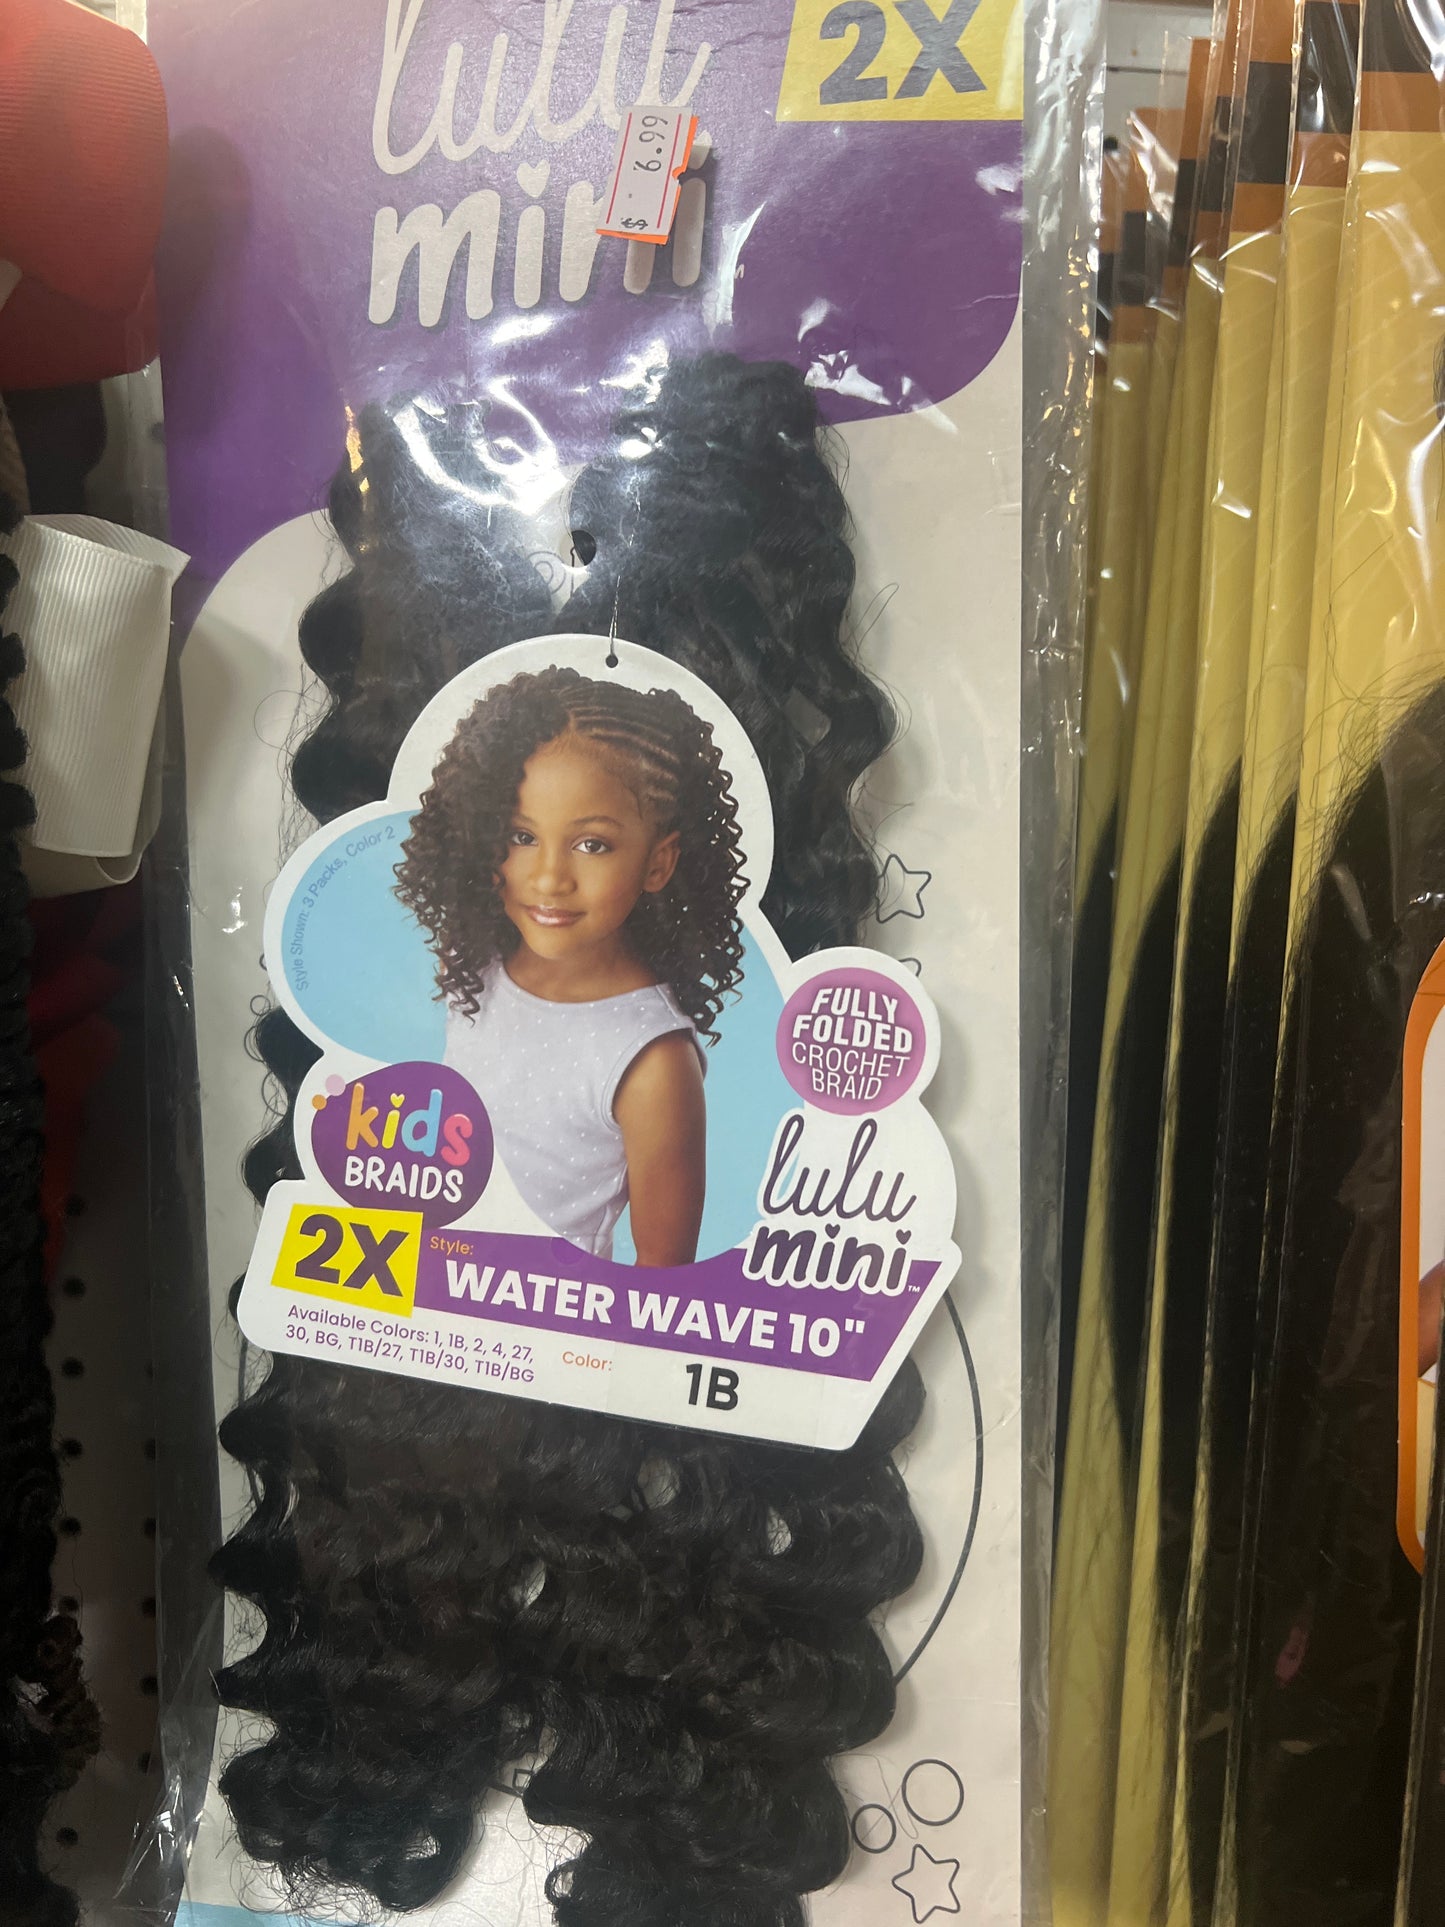 lulu
mini
2X
$ 6.99
Style Shown: 3 Packs, Color 2
FULLY
FOLDED
CROCHET
BRAID
kids
BRAIDS
lulu
mini™
2X
Style:
WATER WAVE 10"
Available Colors: 1, 1B, 2, 4, 27,
30, BG, T1B/27, T1B/30, T1B/BG
Color:
1B